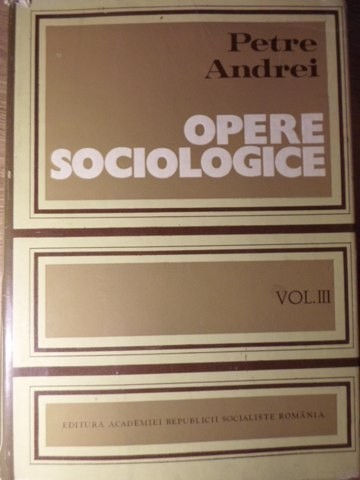 Petre
Andrei
OPERE
SOCIOLOGICE
VOL. III
EDITURA ACADEMIEI REPUBLICII SOCIALISTE ROMÂNIA